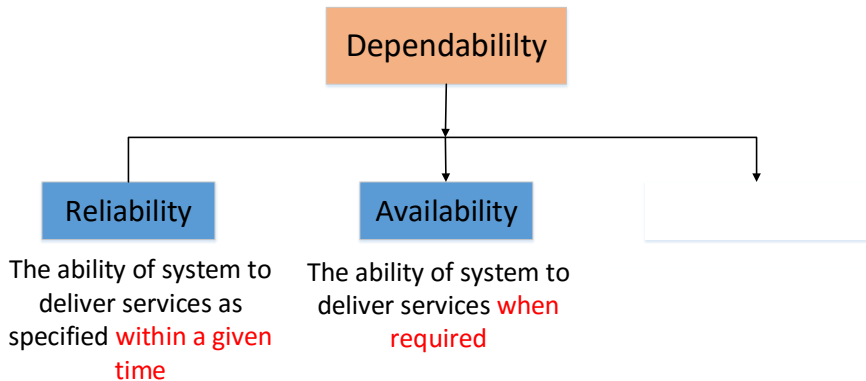 Dependabililty
Reliability
The ability of system to
deliver services as
specified within a given
time
Availability
The ability of system to
deliver services when
required